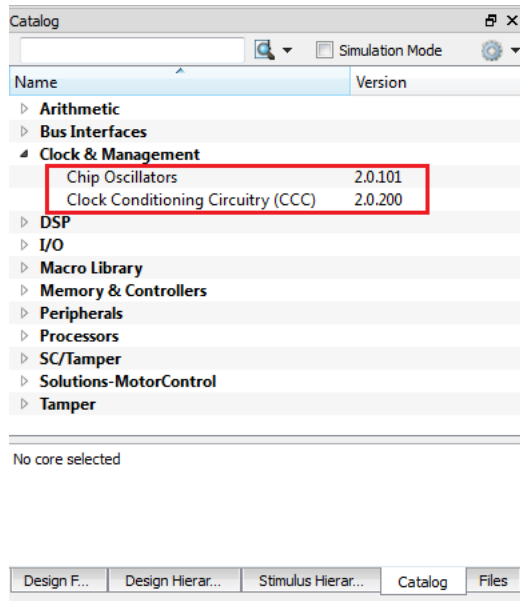 Catalog
Simulation Mode
Name Version
Arithmetic
Bus Interfaces
Clock & Management
Chip Oscillators 2.0.101
Clock Conditioning Circuitry (CCC) 2.0.200
DSP
I/O
Macro Library
Memory & Controllers
Peripherals
Processors
SC/Tamper
Solutions-MotorControl
Tamper
No core selected
Design F... Design Hierar... Stimulus Hierar... Catalog Files